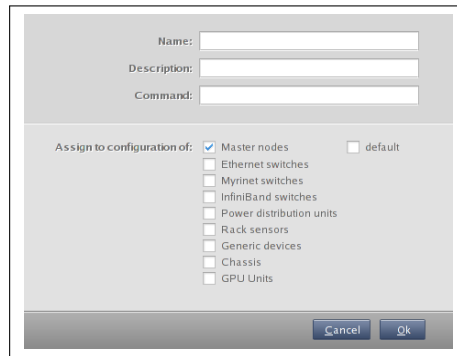 Name:
Description:
Command:
Assign to configuration of: Master nodes default
Ethernet switches
Myrinet switches
InfiniBand switches
Power distribution units
Rack sensors
Generic devices
Chassis
GPU Units
Cancel Ok